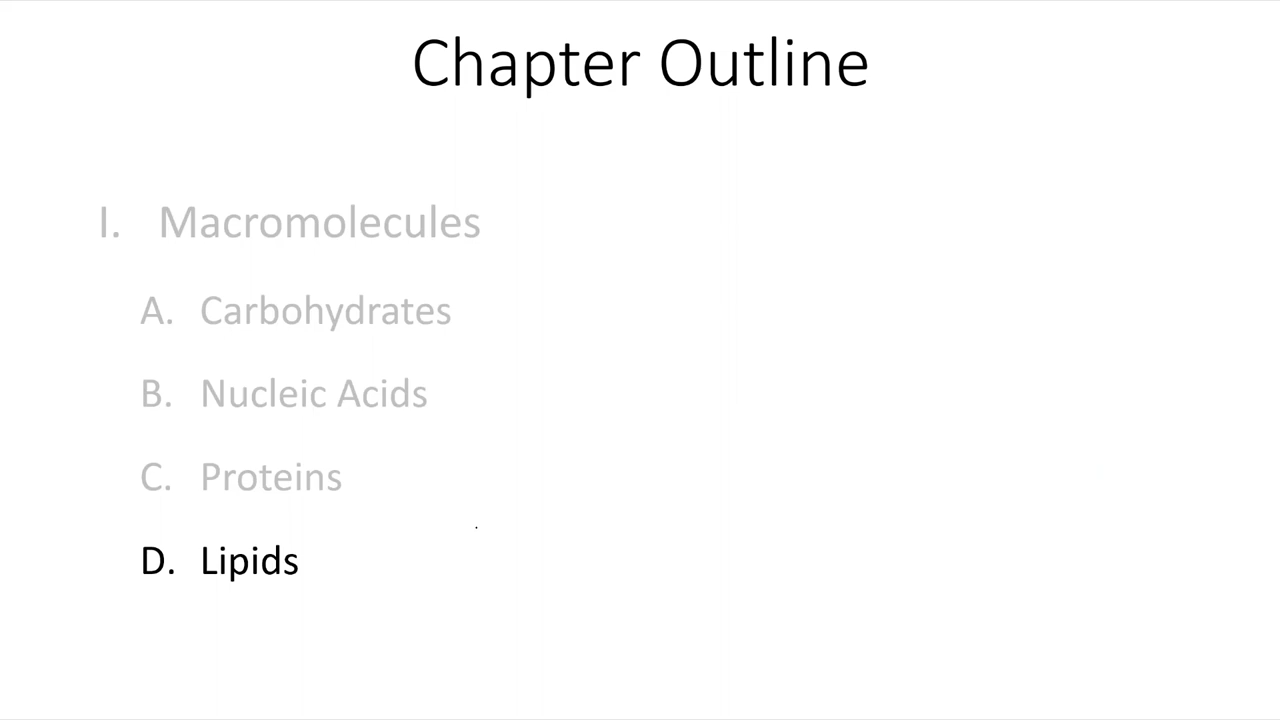 Chapter Outline
I. Macromolecules
A. Carbohydrates
B. Nucleic Acids
C. Proteins
D. Lipids